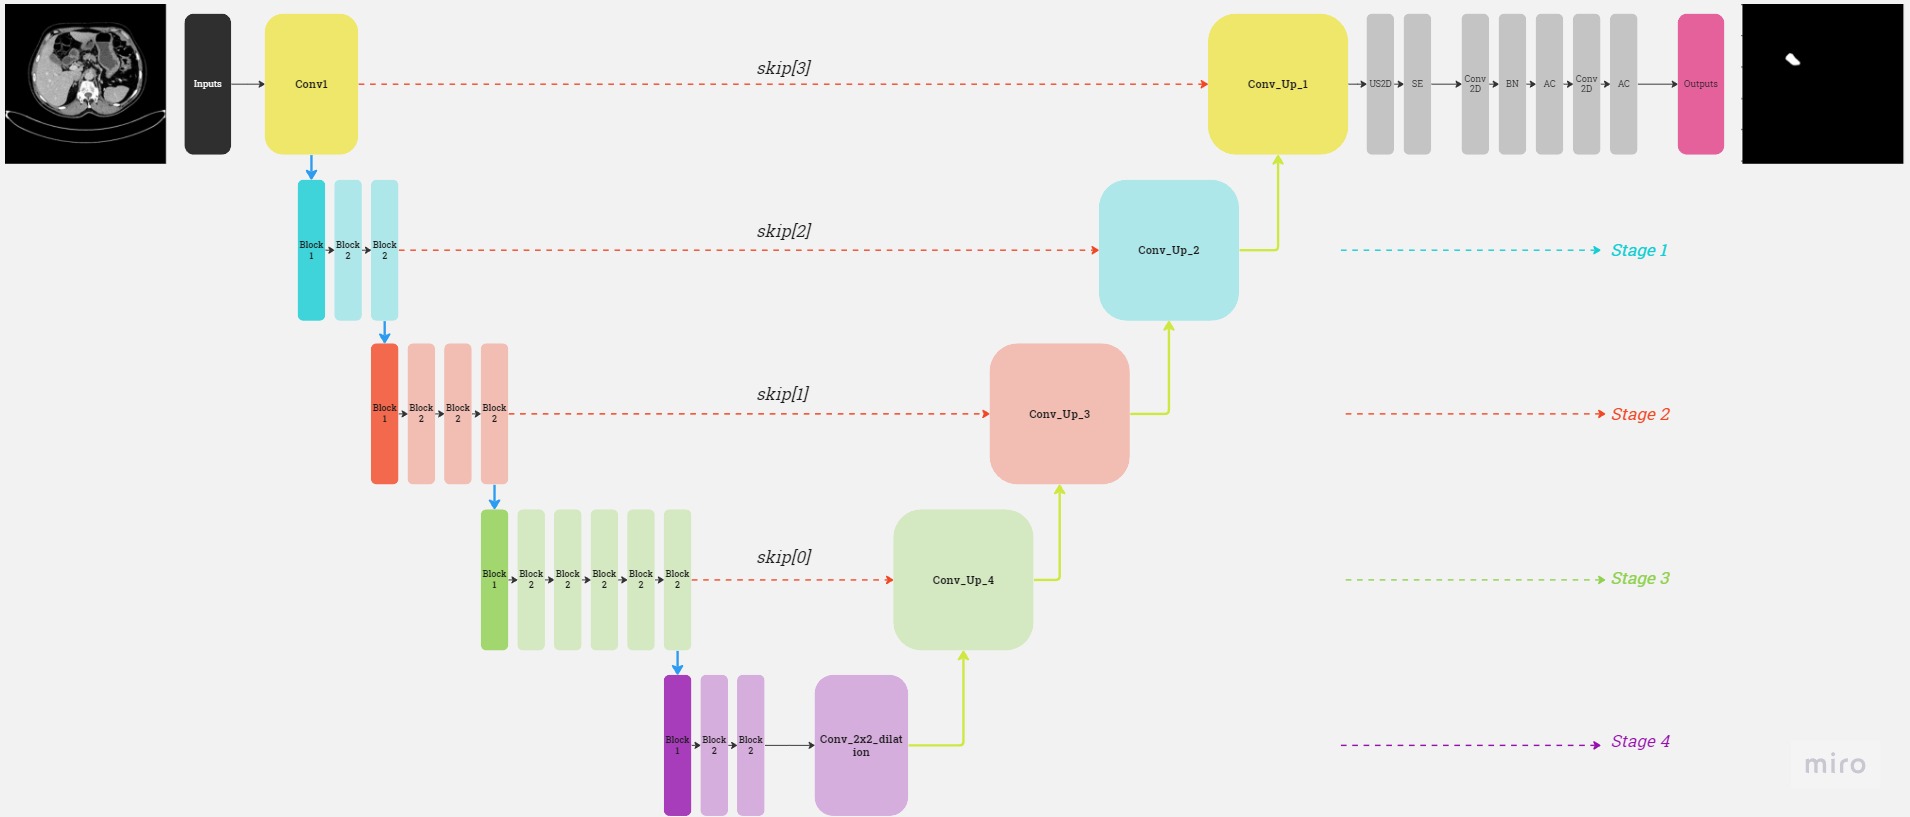 skip[3]
Inputs
Conv1
Conv_Up_1
US2D
SE
Conv
2D
BN
AC
Conv
2D
AC
Outputs
skip[2]
Block
1
Block
2
Block
2
Conv_Up_2
Stage 1
skip[1]
Block
1
Block
2
Block
2
Block
2
Conv_Up_3
Stage 2
skip[0]
Block
1
Block
2
Block
2
Block
2
Block
2
Block
2
Conv_Up_4
Stage 3
Block
1
Block
2
Block
2
Conv_2x2_dilat
ion
Stage 4
miro